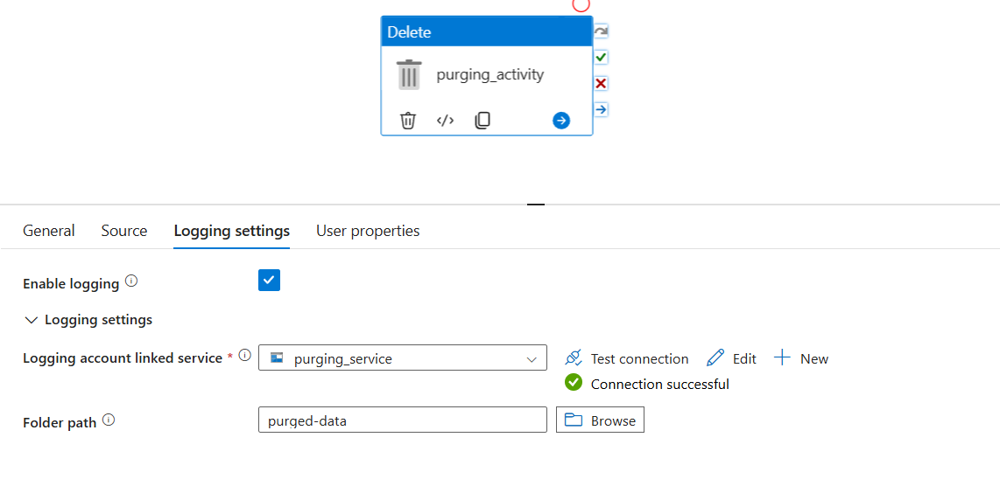 Delete
purging_activity
General Source Logging settings User properties
Enable logging
Logging settings
Logging account linked service * purging_service Test connection Edit New
Connection successful
Folder path purged-data Browse